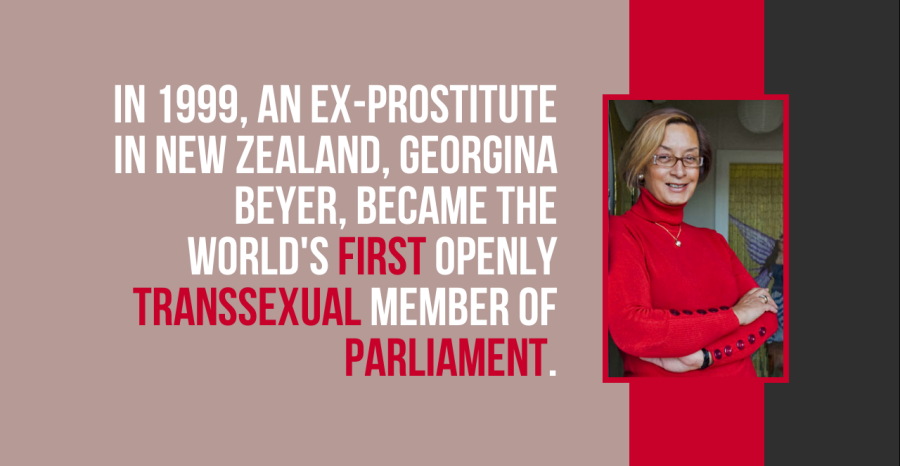 IN 1999, AN EX-PROSTITUTE
IN NEW ZEALAND, GEORGINA
BEYER, BECAME THE
WORLD'S FIRST OPENLY
TRANSSEXUAL MEMBER OF
PARLIAMENT.